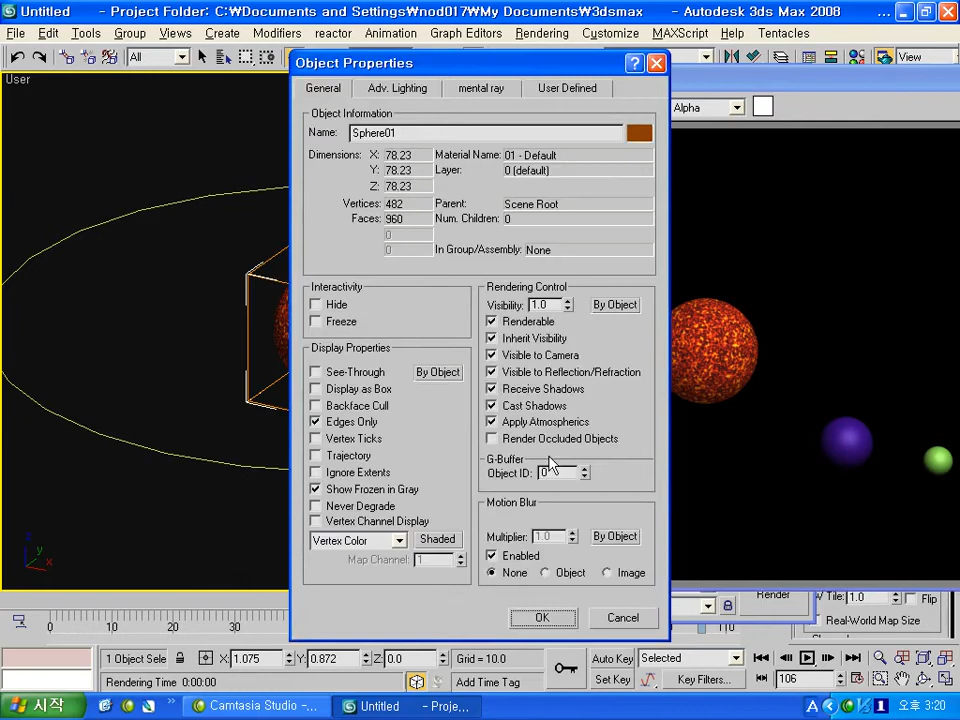 Untitled - Project Folder: C:₩Documents and Settings₩nod017₩My Documents₩3dsmax - Autodesk 3ds Max 2008 ...
File Edit Tools Group Views Create Modifiers reactor Animation Graph Editors Rendering Customize MAXScript Help Tentacles
All View
User
Object Properties
General Adv. Lighting mental ray User Defined
Alpha
Object Information
Name: Sphere01
Dimensions: X: 78.23 Material Name: 01 - Default
Y: 78.23 Layer: 0 (default)
Z: 78.23
Vertices: 482 Parent: Scene Root
Faces: 960 Num. Children: 0
0
0 In Group/Assembly: None
Interactivity
Hide
Freeze
Display Properties
See-Through By Object
Display as Box
Backface Cull
Edges Only
Vertex Ticks
Trajectory
Ignore Extents
Show Frozen in Gray
Never Degrade
Vertex Channel Display
Vertex Color Shaded
Map Channel: 1
Rendering Control
Visibility: 1.0 By Object
Renderable
Inherit Visibility
Visible to Camera
Visible to Reflection/Refraction
Receive Shadows
Cast Shadows
Apply Atmospherics
Render Occluded Objects
G-Buffer
Object ID: 0
Motion Blur
Multiplier: 1.0 By Object
Enabled
None Object Image
OK Cancel
z
y
x
Render
W Tile: 1.0 Flip
Real-World Map Size
0 10 20 30 110
1 Object Sele X: 1.075 Y: 0.872 Z: 0.0 Grid = 10.0 Auto Key Selected
Rendering Time 0:00:00 Add Time Tag Set Key Key Filters... 106
시작 Camtasia Studio -... Untitled - Proje... A 오후 3:20